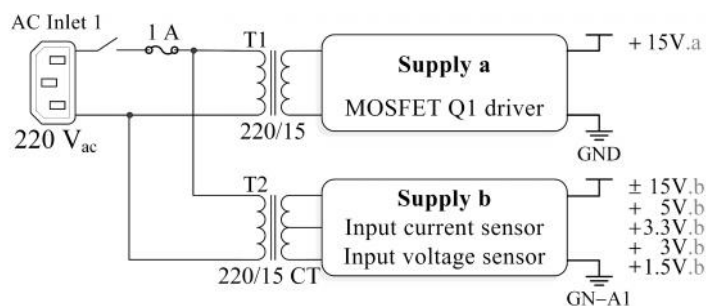 AC Inlet 1
1 A
T1
220 Vac
220/15
Supply a
MOSFET Q1 driver
+15V.a
GND
T2
220/15 CT
Supply b
Input current sensor
Input voltage sensor
± 15V.b
+ 5V.b
+3.3V.b
+ 3V.b
+1.5V.b
GN–A1